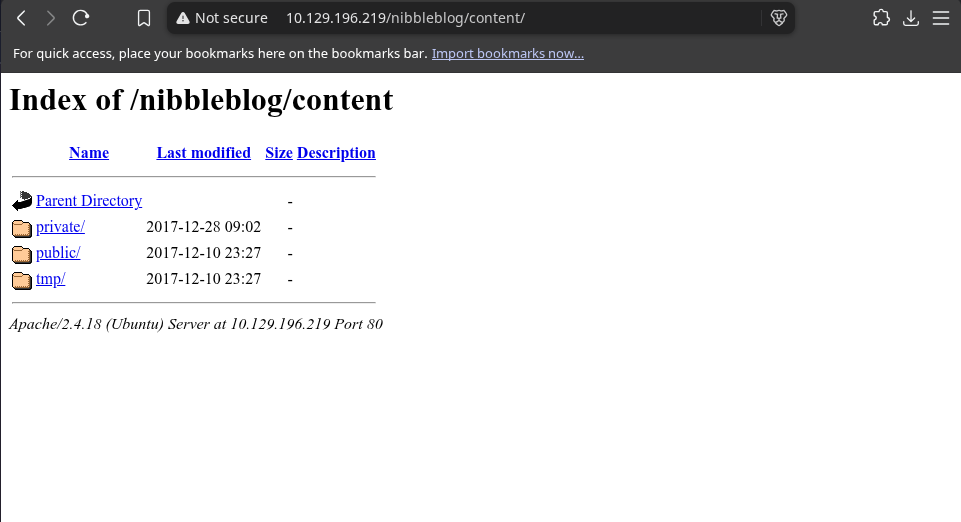 Not secure 10.129.196.219/nibbleblog/content/
For quick access, place your bookmarks here on the bookmarks bar. Import bookmarks now...
Index of /nibbleblog/content
Name Last modified Size Description
Parent Directory -
private/ 2017-12-28 09:02 -
public/ 2017-12-10 23:27 -
tmp/ 2017-12-10 23:27 -
Apache/2.4.18 (Ubuntu) Server at 10.129.196.219 Port 80